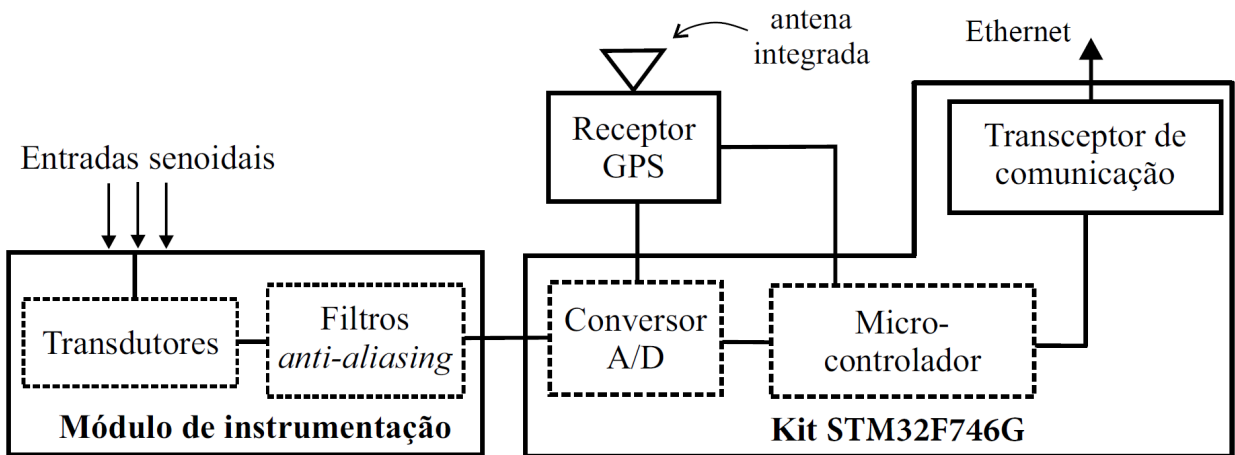 antena
integrada
Ethernet
Receptor
GPS
Transceptor de
comunicação
Entradas senoidais
Transdutores
Filtros
anti-aliasing
Conversor
A/D
Micro-
controlador
Módulo de instrumentação
Kit STM32F746G